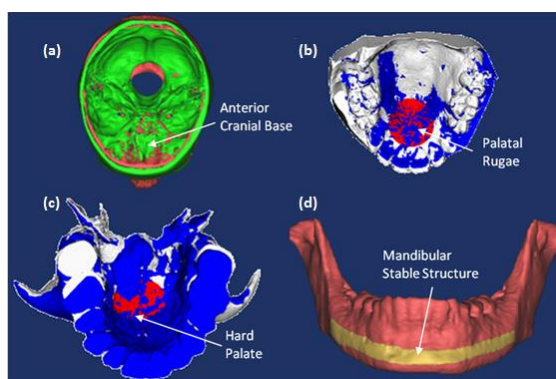 (a)
Anterior
Cranial Base
(b)
Palatal
Rugae
(c)
Hard
Palate
(d)
Mandibular
Stable Structure